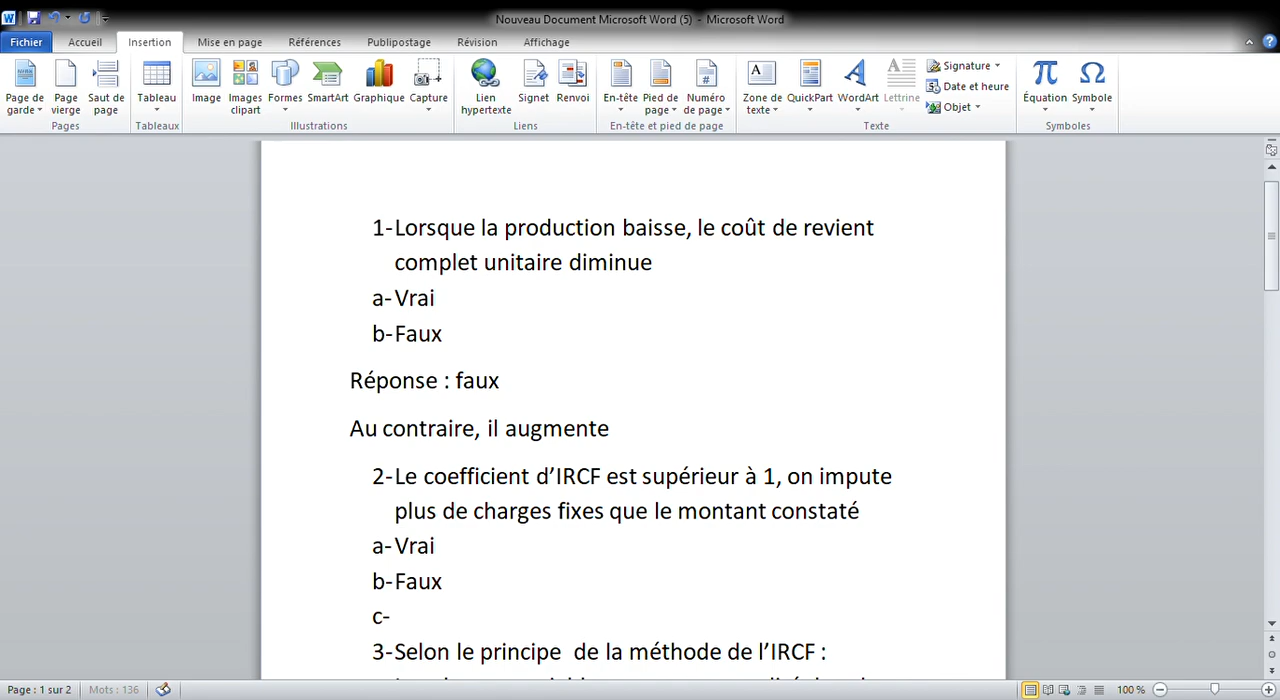 Nouveau Document Microsoft Word (5) - Microsoft Word
Fichier Accueil Insertion Mise en page Références Publipostage Révision Affichage
Page de garde Page vierge Saut de page Tableau Image Images clipart Formes SmartArt Graphique Capture Lien hypertexte Signet Renvoi En-tête Pied de page Numéro de page Zone de texte QuickPart WordArt Lettrine Signature Date et heure Objet Équation Symbole
Pages Tableaux Illustrations Liens En-tête et pied de page Texte Symboles
1-Lorsque la production baisse, le coût de revient
complet unitaire diminue
a-Vrai
b-Faux
Réponse : faux
Au contraire, il augmente
2-Le coefficient d’IRCF est supérieur à 1, on impute
plus de charges fixes que le montant constaté
a-Vrai
b-Faux
c-
3-Selon le principe  de la méthode de l’IRCF :
Page : 1 sur 2 Mots : 136 100 %